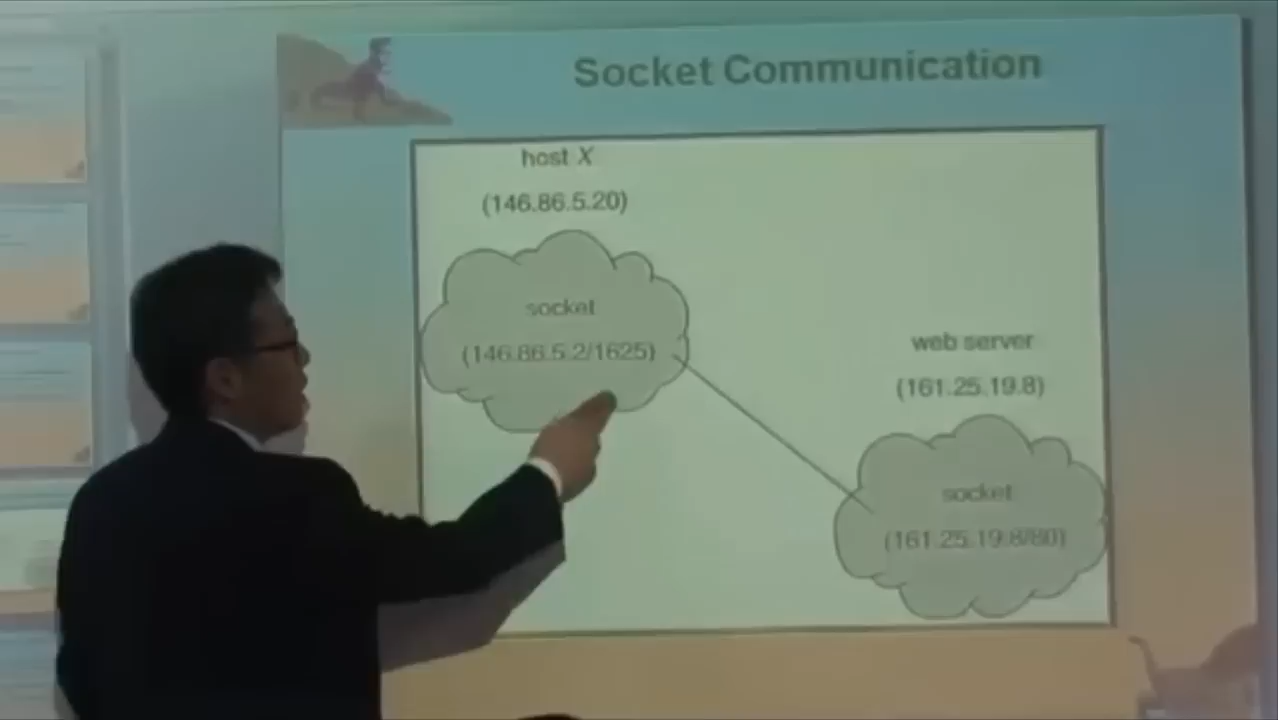 Socket Communication
host X
(146.86.5.20)
socket
(146.86.5.2/1625)
web server
(161.25.19.8)
socket
(161.25.19.8/80)